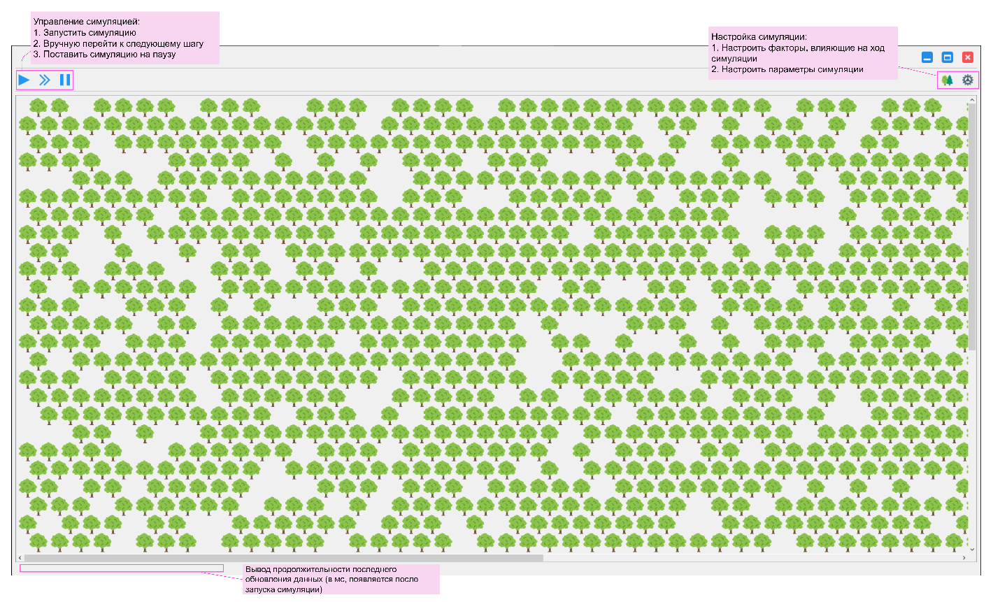 Управление симуляцией:
1. Запустить симуляцию
2. Вручную перейти к следующему шагу
3. Поставить симуляцию на паузу
Настройка симуляции:
1. Настроить факторы, влияющие на ход
симуляции
2. Настроить параметры симуляции
Вывод продолжительности последнего
обновления данных (в мс, появляется после
запуска симуляции)